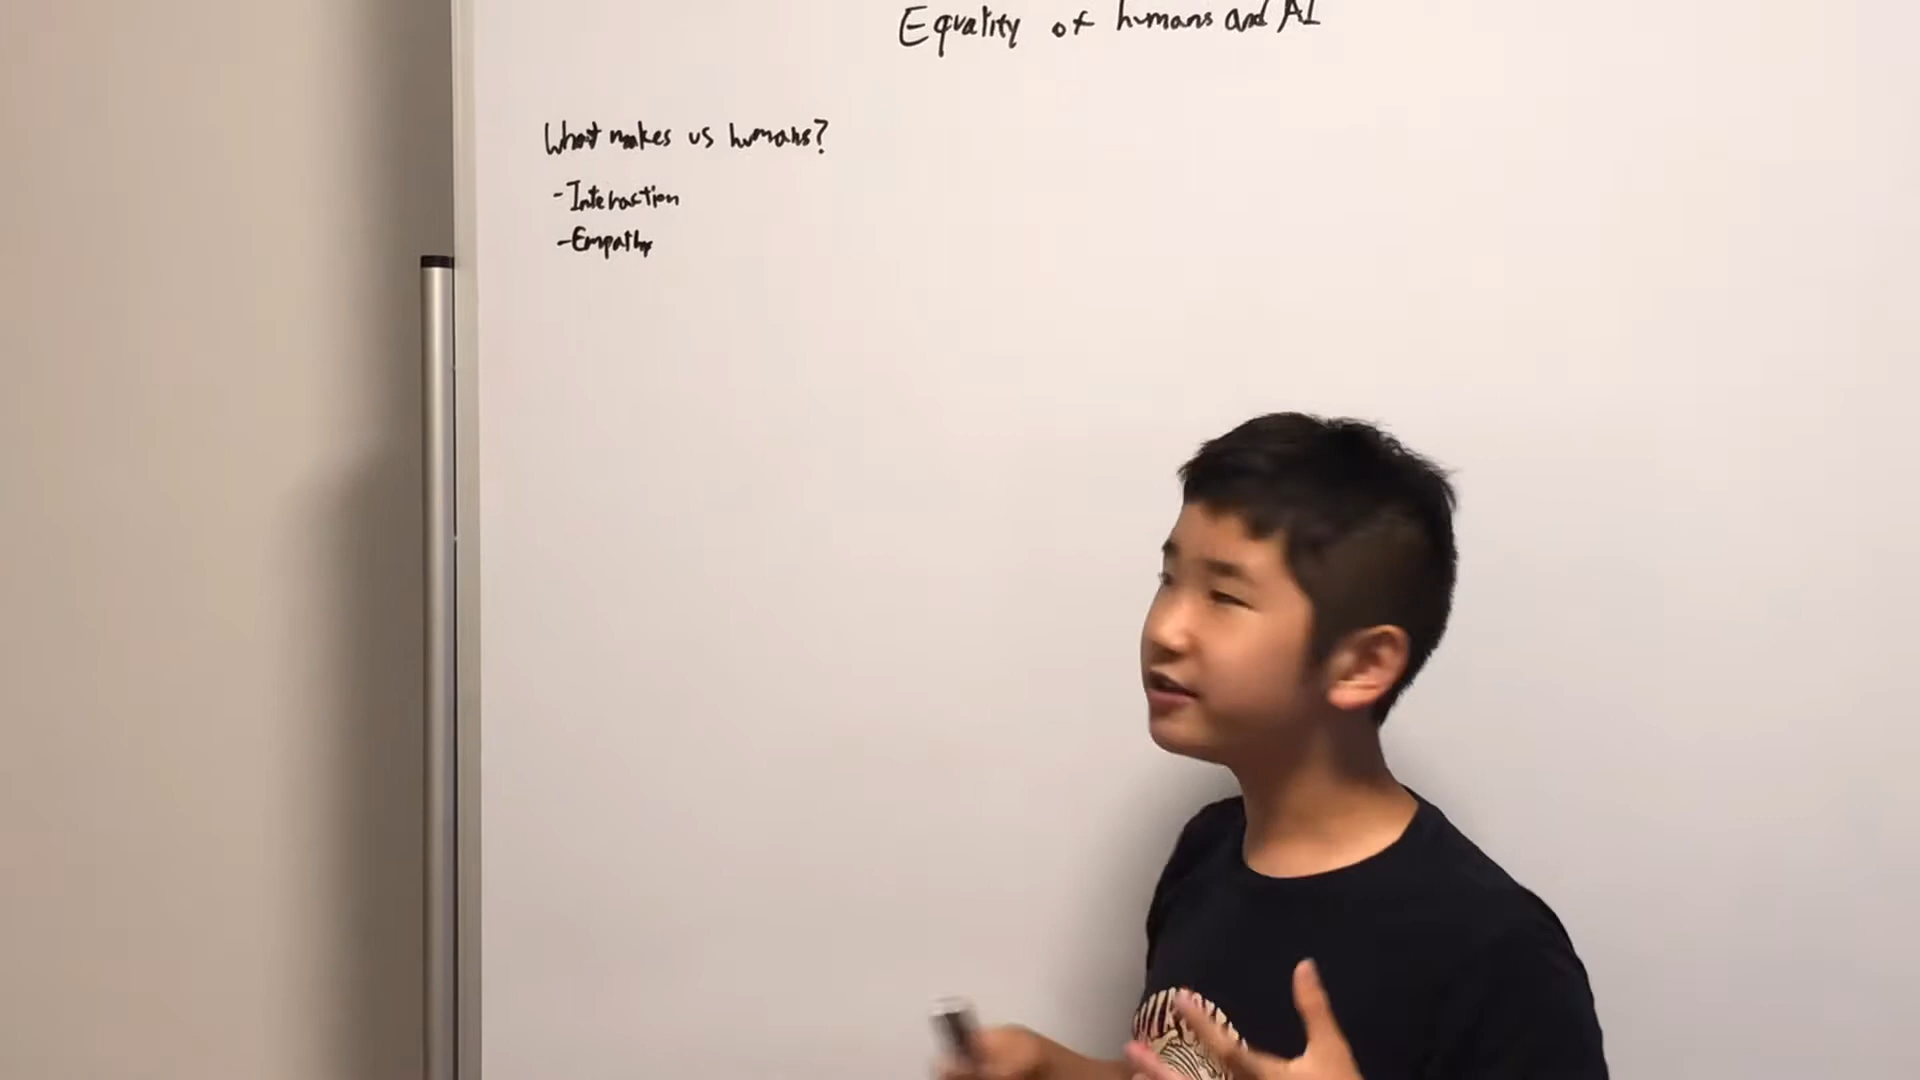 Equality of humans and AI
What makes us humans?
- Interaction
- Empathy